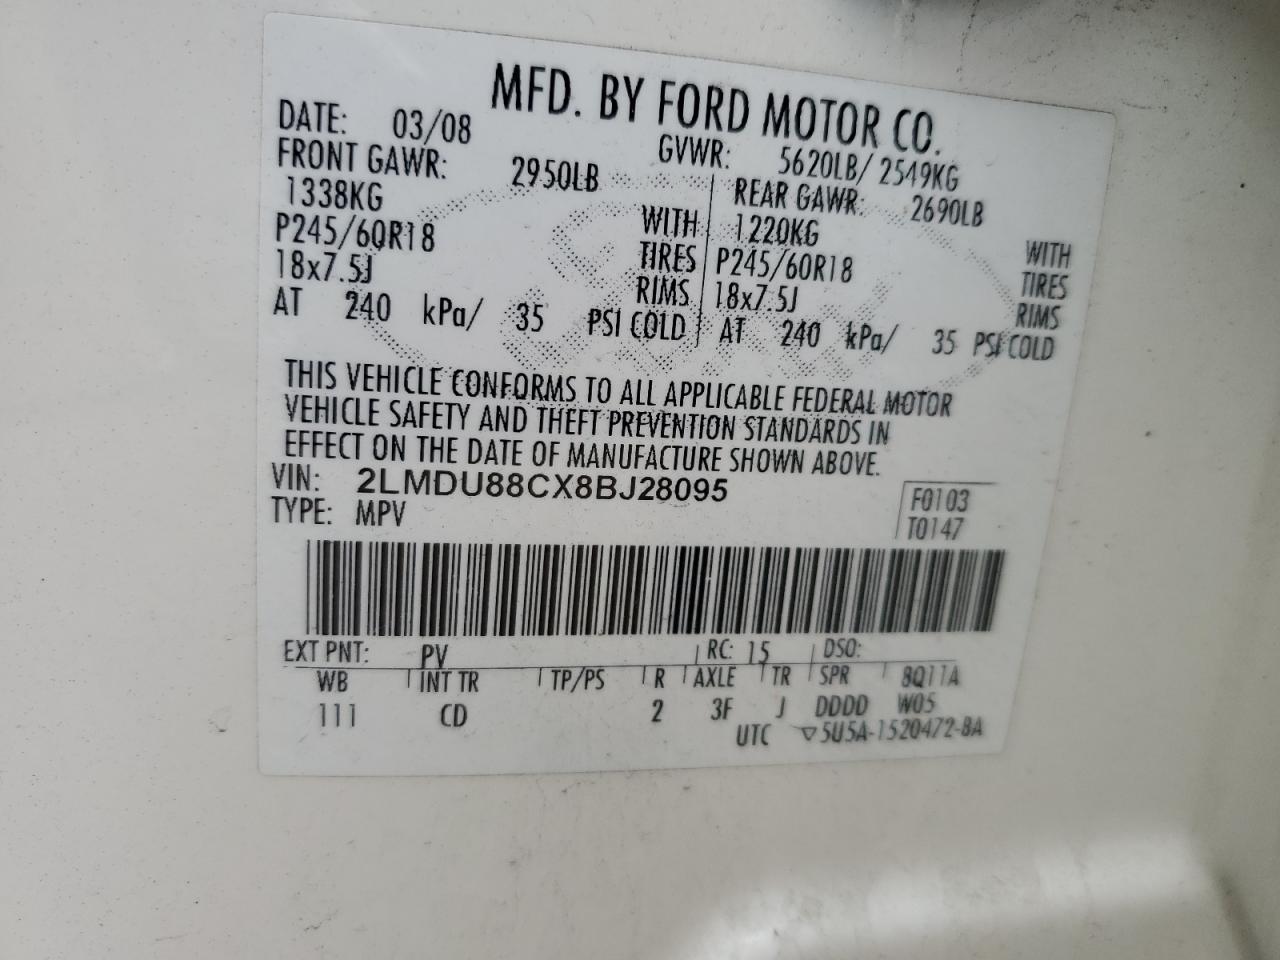 MFD. BY FORD MOTOR CO.
DATE: 03/08 GVWR: 5620LB/ 2549KG
FRONT GAWR: 2950LB REAR GAWR: 2690LB
1338KG WITH 1220KG WITH
P245/60R18 TIRES P245/60R18 TIRES
18x7.5J RIMS 18x7.5J RIMS
AT 240 kPa/ 35 PSI COLD AT 240 kPa/ 35 PSI COLD
THIS VEHICLE CONFORMS TO ALL APPLICABLE FEDERAL MOTOR
VEHICLE SAFETY AND THEFT PREVENTION STANDARDS IN
EFFECT ON THE DATE OF MANUFACTURE SHOWN ABOVE.
VIN: 2LMDU88CX8BJ28095 F0103
TYPE: MPV T0147
EXT PNT: PV RC: 15 DSO:
WB INT TR TP/PS R AXLE TR SPR 8Q11A
111 CD 2 3F J DDDD W05
UTC ▽5U5A-1520472-BA